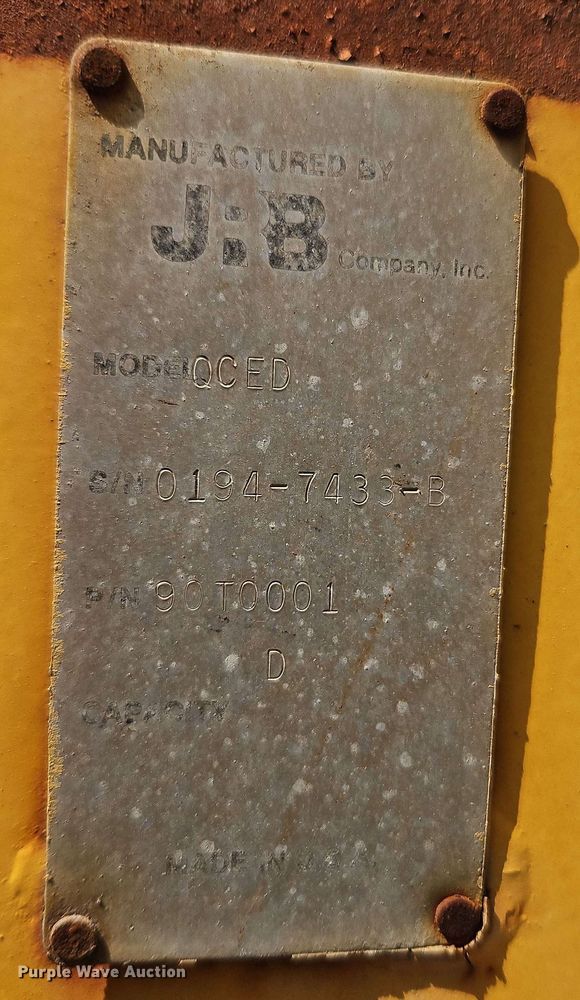 MANUFACTURED BY
J:B Company, Inc.
MODEL QCED
S/N 0194-7433-B
P/N 90T0001
D
CAPACITY
MADE IN U.S.A.
Purple Wave Auction